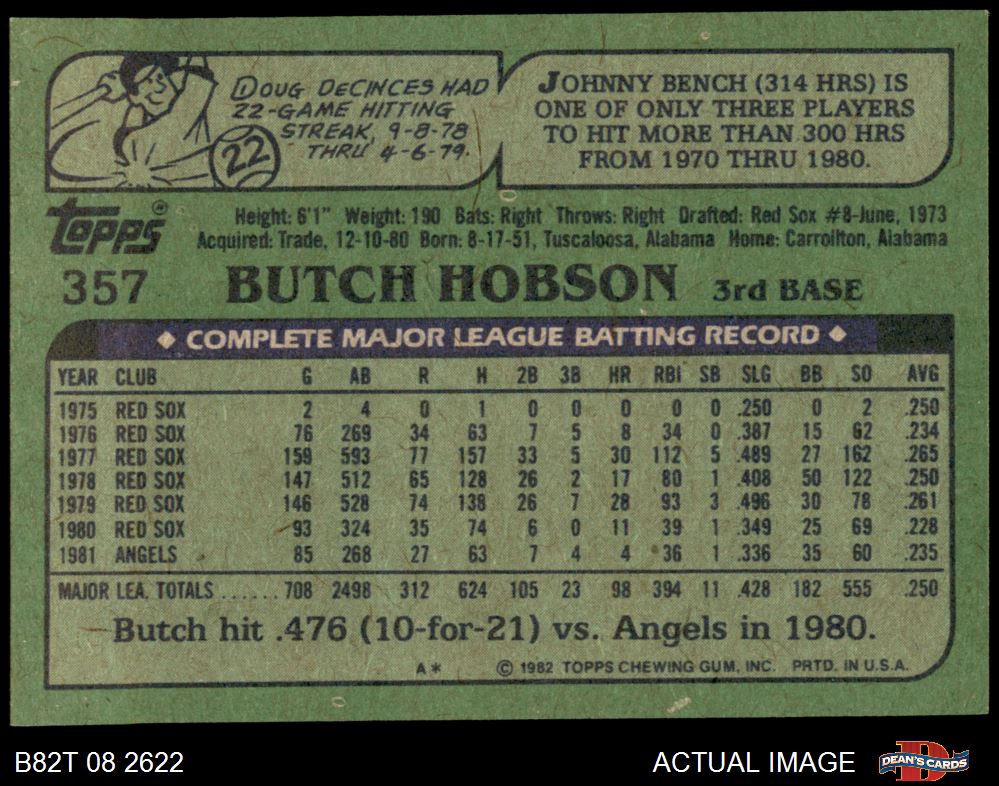 DOUG DECINCES HAD
22-GAME HITTING
STREAK, 9-8-78
THRU 4-6-79.
22
JOHNNY BENCH (314 HRS) IS
ONE OF ONLY THREE PLAYERS
TO HIT MORE THAN 300 HRS
FROM 1970 THRU 1980.
Topps®
Height: 6'1" Weight: 190 Bats: Right Throws: Right Drafted: Red Sox #8-June, 1973
Acquired: Trade, 12-10-80 Born: 8-17-51, Tuscaloosa, Alabama Home: Carrollton, Alabama
357 BUTCH HOBSON 3rd BASE
◆ COMPLETE MAJOR LEAGUE BATTING RECORD ◆
YEAR CLUB G AB R H 2B 3B HR RBI SB SLG BB SO AVG
1975 RED SOX 2 4 0 1 0 0 0 0 0 .250 0 2 .250
1976 RED SOX 76 269 34 63 7 5 8 34 0 .387 15 62 .234
1977 RED SOX 159 593 77 157 33 5 30 112 5 .489 27 162 .265
1978 RED SOX 147 512 65 128 26 2 17 80 1 .408 50 122 .250
1979 RED SOX 146 528 74 138 26 7 28 93 3 .496 30 78 .261
1980 RED SOX 93 324 35 74 6 0 11 39 1 .349 25 69 .228
1981 ANGELS 85 268 27 63 7 4 4 36 1 .336 35 60 .235
MAJOR LEA. TOTALS ...... 708 2498 312 624 105 23 98 394 11 .428 182 555 .250
Butch hit .476 (10-for-21) vs. Angels in 1980.
A* © 1982 TOPPS CHEWING GUM, INC. PRTD. IN U.S.A.
B82T 08 2622
ACTUAL IMAGE
D
DEAN'S CARDS